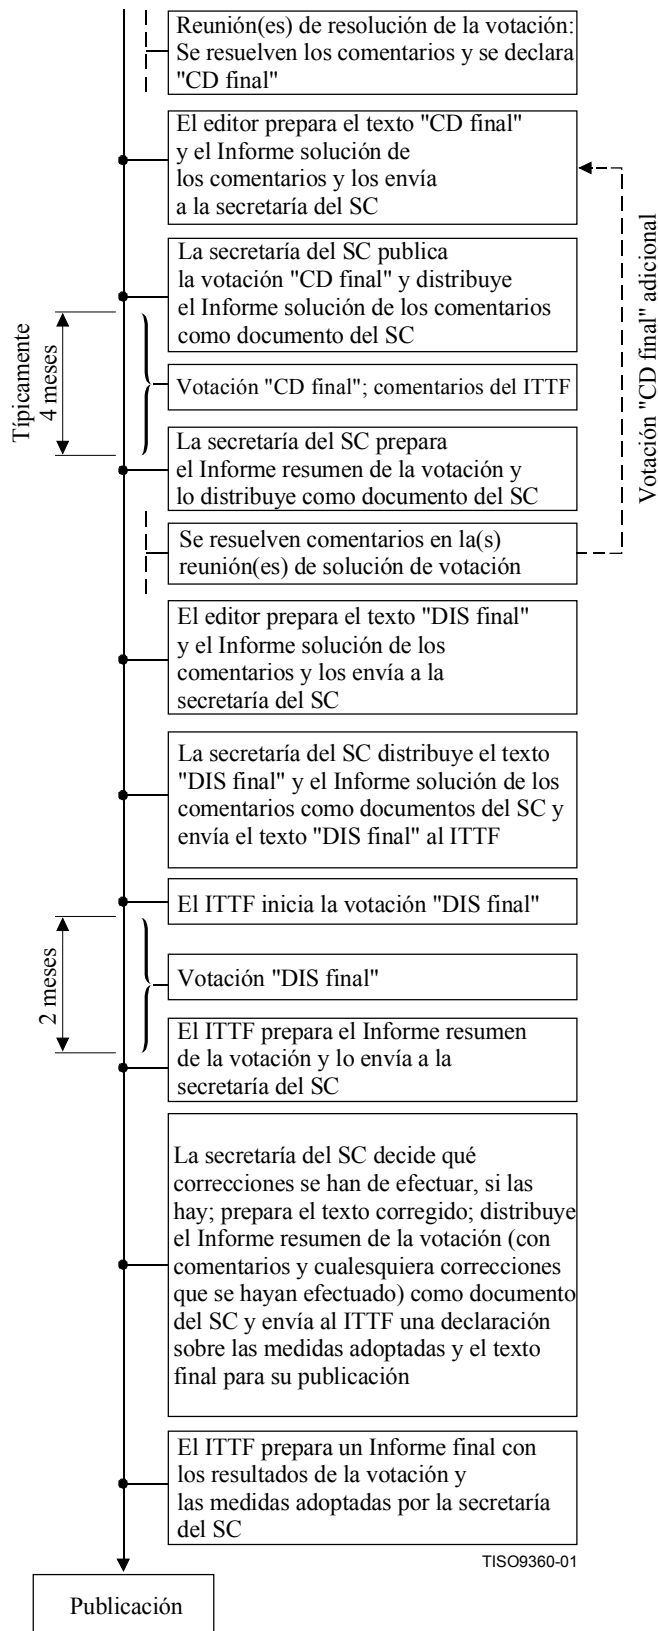 Reunión(es) de resolución de la votación:
Se resuelven los comentarios y se declara
"CD final"
El editor prepara el texto "CD final"
y el Informe solución de
los comentarios y los envía
a la secretaría del SC
La secretaría del SC publica
la votación "CD final" y distribuye
el Informe solución de los comentarios
como documento del SC
Típicamente
4 meses
Votación "CD final"; comentarios del ITTF
Votación "CD final" adicional
La secretaría del SC prepara
el Informe resumen de la votación y
lo distribuye como documento del SC
Se resuelven comentarios en la(s)
reunión(es) de solución de votación
El editor prepara el texto "DIS final"
y el Informe solución de los
comentarios y los envía a la
secretaría del SC
La secretaría del SC distribuye el texto
"DIS final" y el Informe solución de los
comentarios como documentos del SC y
envía el texto "DIS final" al ITTF
El ITTF inicia la votación "DIS final"
2 meses
Votación "DIS final"
El ITTF prepara el Informe resumen
de la votación y lo envía a la
secretaría del SC
La secretaría del SC decide qué
correcciones se han de efectuar, si las
hay; prepara el texto corregido; distribuye
el Informe resumen de la votación (con
comentarios y cualesquiera correcciones
que se hayan efectuado) como documento
del SC y envía al ITTF una declaración
sobre las medidas adoptadas y el texto
final para su publicación
El ITTF prepara un Informe final con
los resultados de la votación y
las medidas adoptadas por la secretaría
del SC
TISO9360-01
Publicación